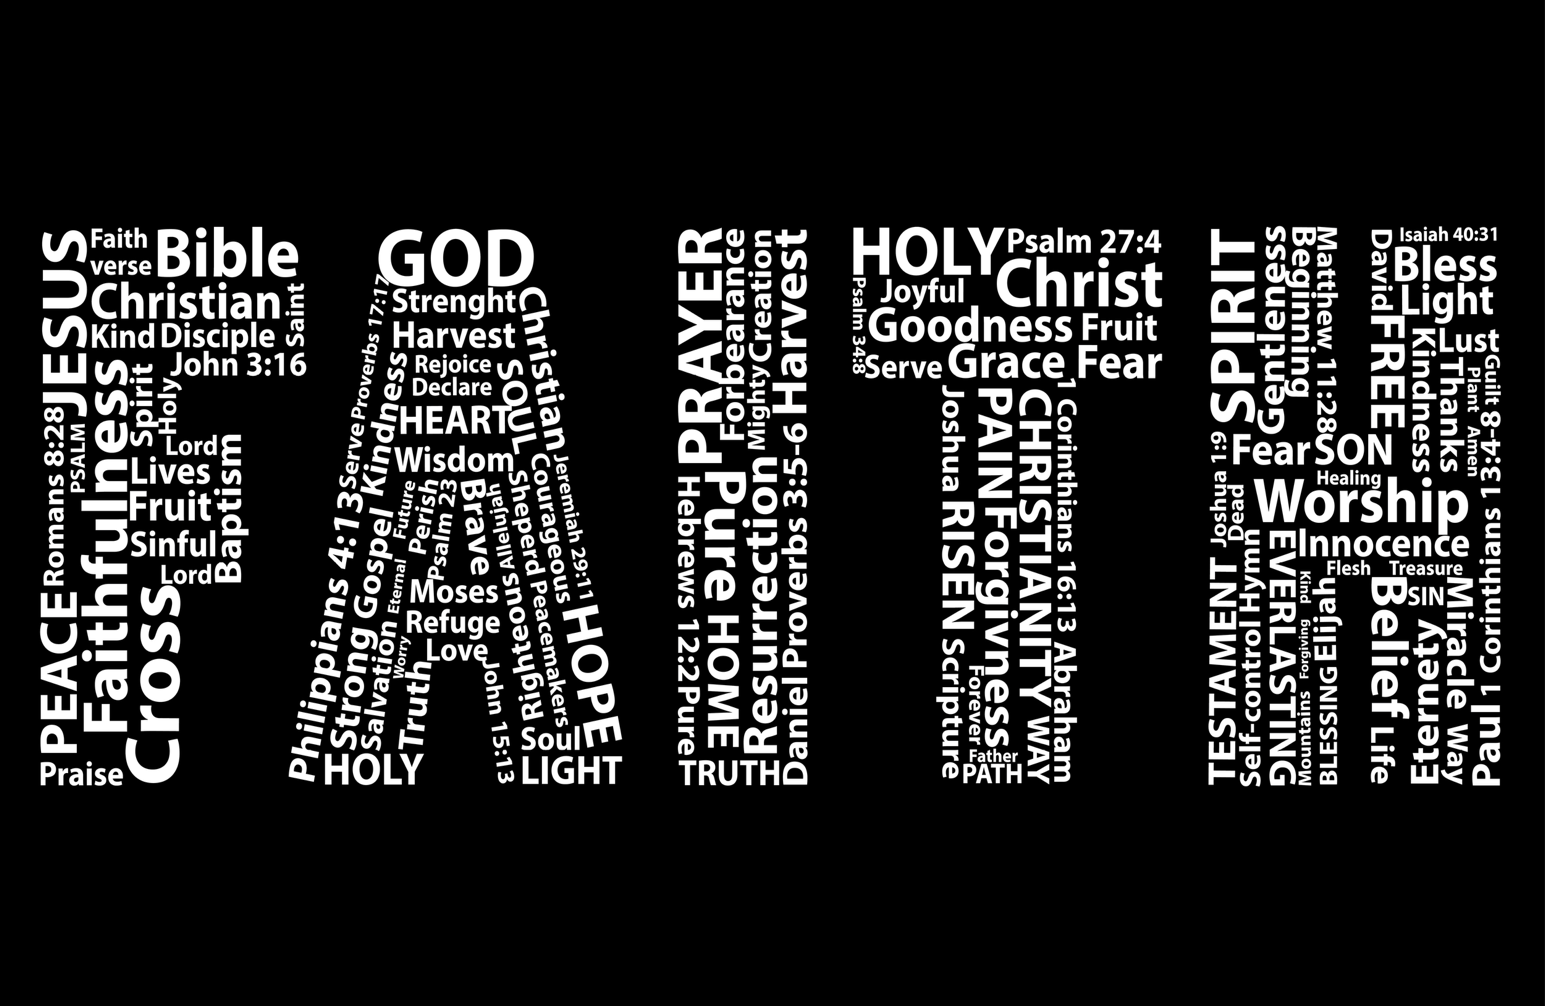 JESUS
Faith
verse
Bible
Christian
Saint
Kind
Disciple
John 3:16
Romans 8:28
PSALM
Faithfulness
Spirit
Holy
Lord
Lives
Fruit
Sinful
Lord
Baptism
PEACE
Cross
Praise
GOD
Proverbs 17:17
Strenght
Christian
Harvest
Rejoice
Declare
SOUL
HEART
Serve
Kindness
Wisdom
Jeremiah 29:11
Courageous
Sheperd
Philippians 4:13
Gospel
Future
Perish
Psalm 23
Brave
Allelujah
Eternal
Moses
Refuge
Love
Strong
Salvation
Worry
Truth
Righteous
Peacemakers
HOPE
John 15:13
Soul
HOLY
LIGHT
PRAYER
Forbearance
Creation
Mighty
Harvest
Hebrews 12:2
Pure
Resurrection
Proverbs 3:5-6
HOME
Pure
Daniel
TRUTH
HOLY
Psalm 27:4
Psalm 34:8
Joyful
Christ
Goodness
Fruit
Serve
Grace
Fear
Joshua
PAIN
CHRISTIANITY
1 Corinthians 16:13
RISEN
Forgivness
Scripture
Forever
Father
PATH
WAY
Abraham
SPIRIT
Gentleness
Beginning
Matthew 11:28
David
Isaiah 40:31
Bless
Light
FREE
Kindness
Lust
Thanks
Plant
Guilt
Amen
Joshua 1:9
Fear
SON
Healing
Dead
Worship
Innocence
Flesh
Treasure
TESTAMENT
Hymn
Self-control
EVERLASTING
King
Forgiving
Mountains
Elijah
BLESSING
Belief
Life
SIN
Eternety
Miracle
Way
Paul
1 Corinthians 13:4-8